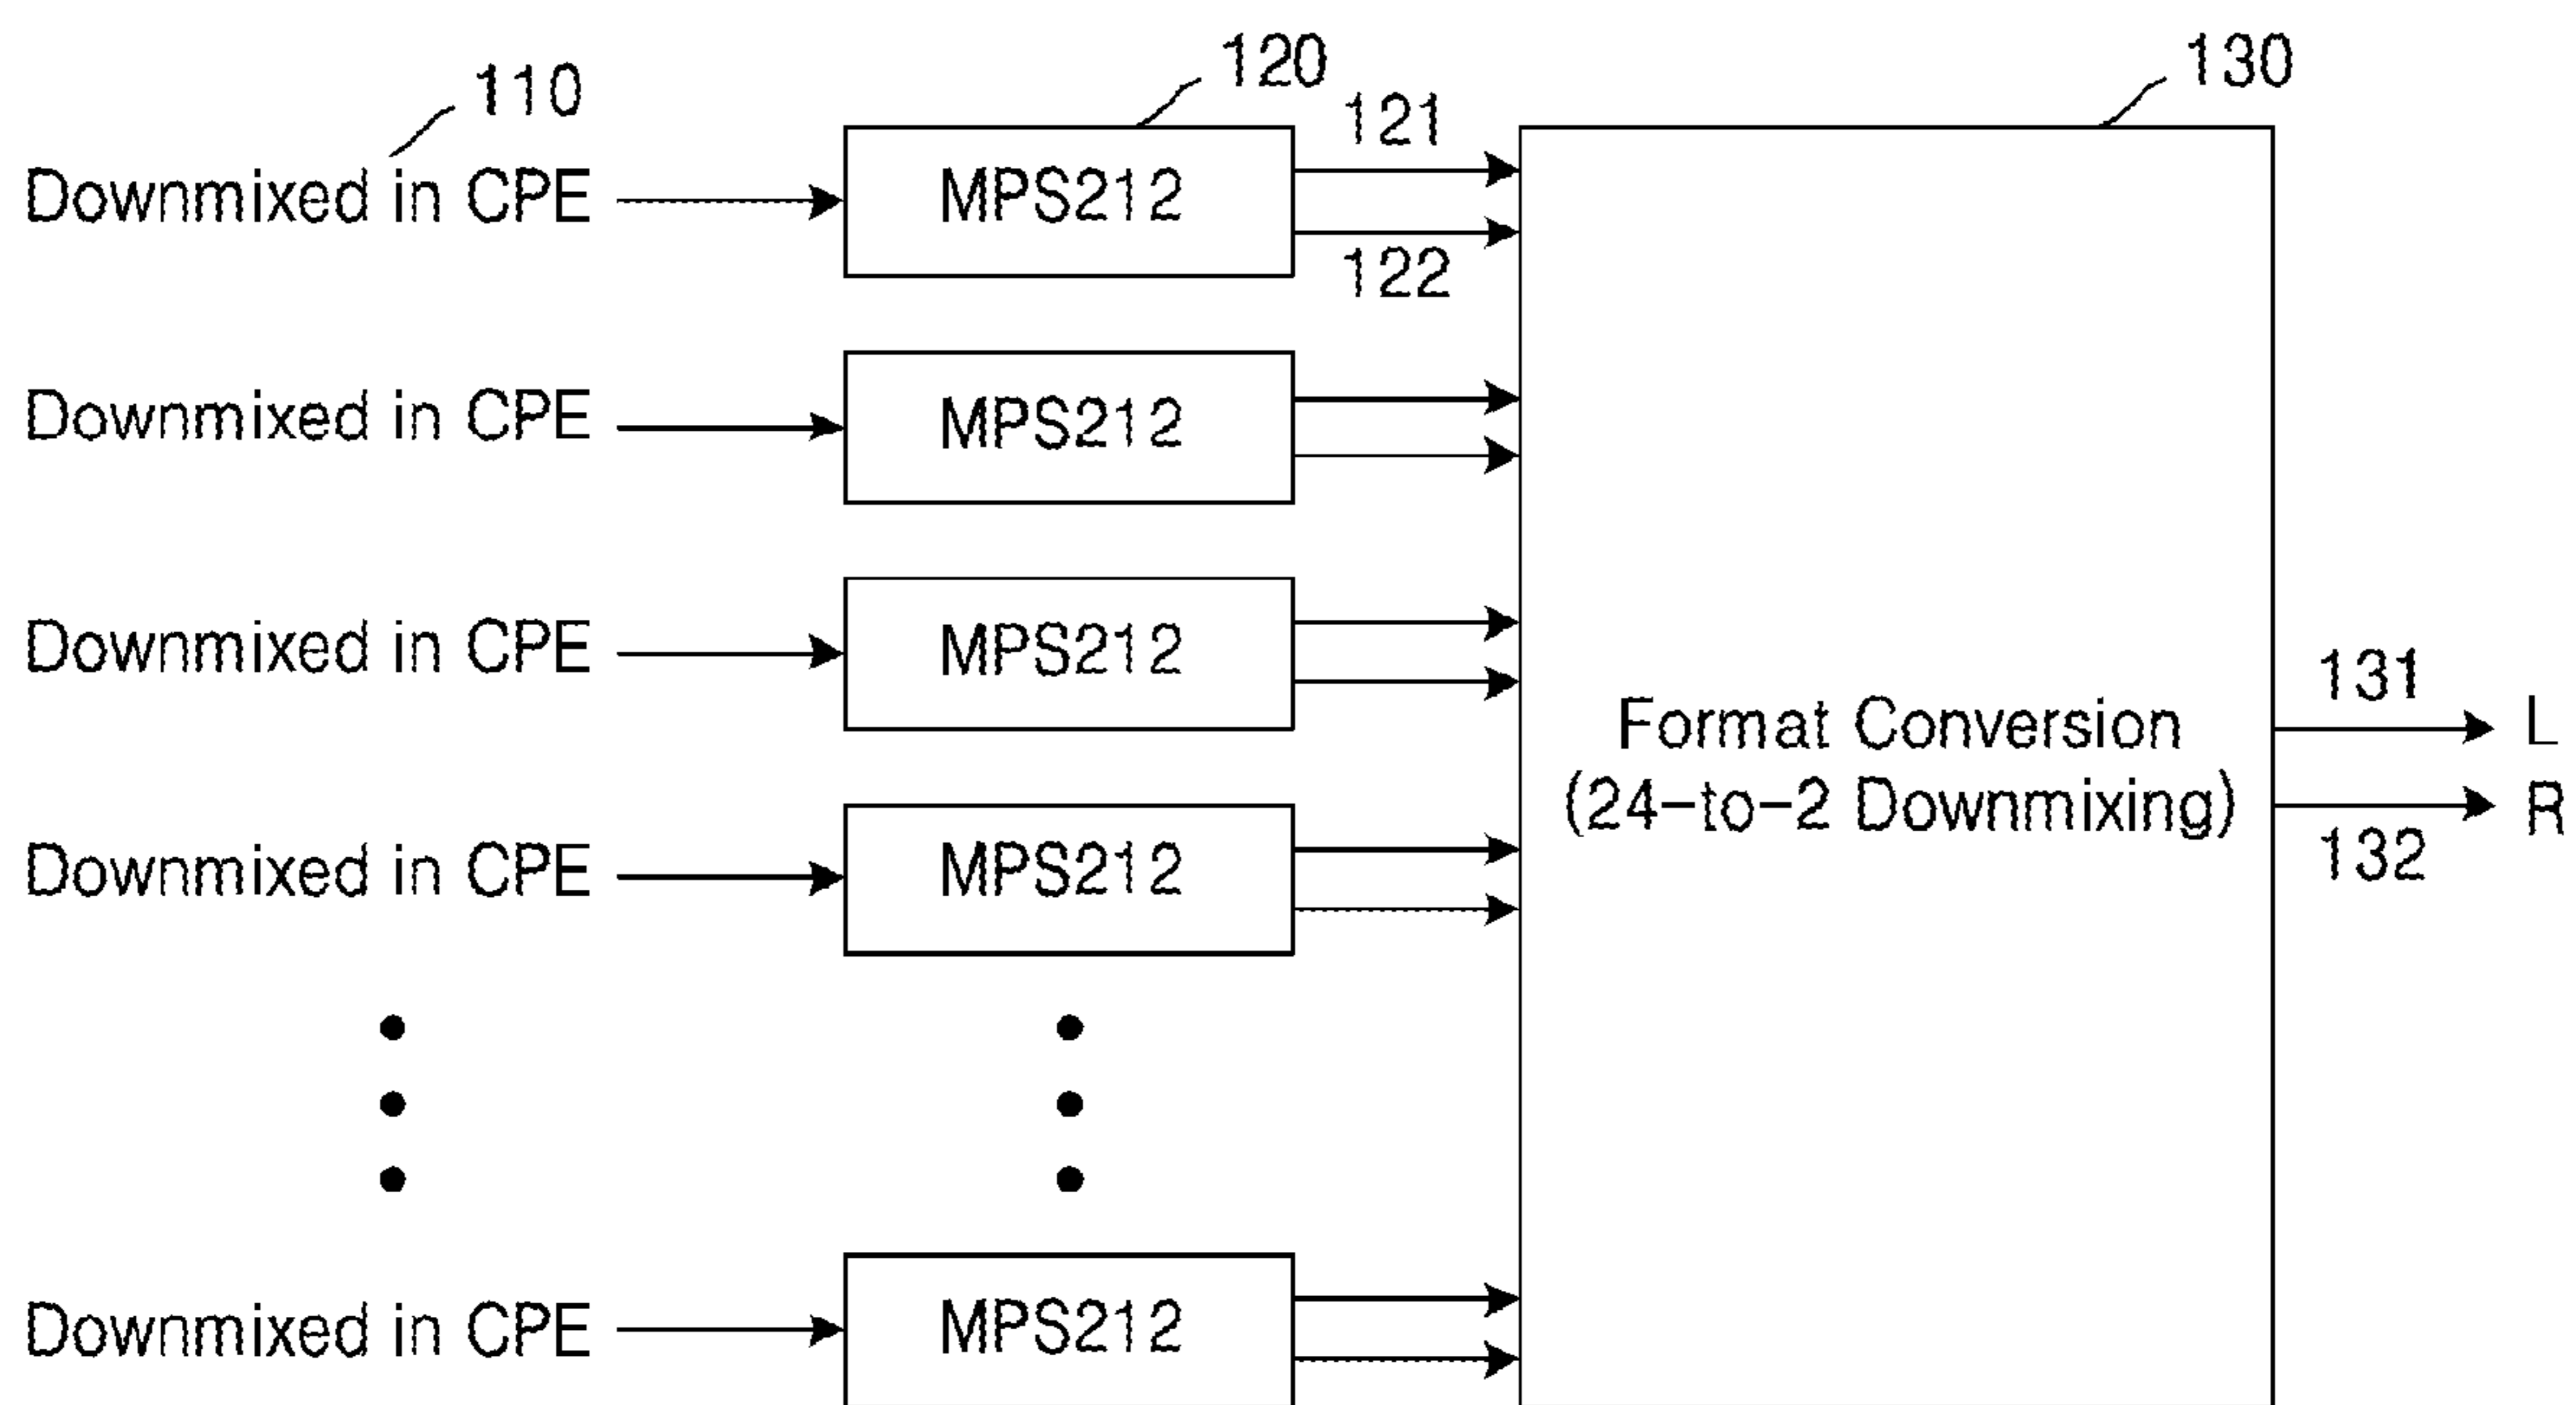 110
120
121
130
Downmixed in CPE
MPS212
122
Downmixed in CPE
MPS212
Downmixed in CPE
MPS212
Format Conversion
(24-to-2 Downmixing)
131
L
R
132
Downmixed in CPE
MPS212
Downmixed in CPE
MPS212